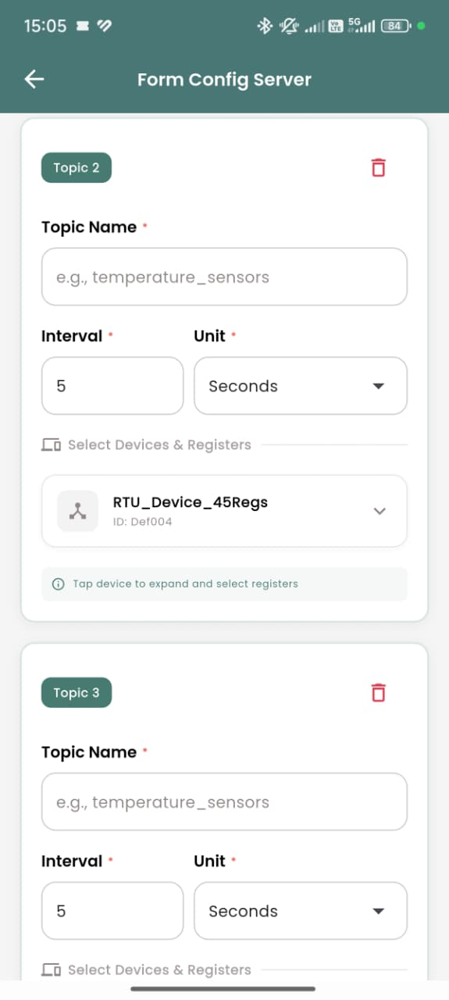 15:05 5G 84
Form Config Server
Topic 2
Topic Name *
e.g., temperature_sensors
Interval * Unit *
5 Seconds
Select Devices & Registers
RTU_Device_45Regs
ID: Def004
Tap device to expand and select registers
Topic 3
Topic Name *
e.g., temperature_sensors
Interval * Unit *
5 Seconds
Select Devices & Registers